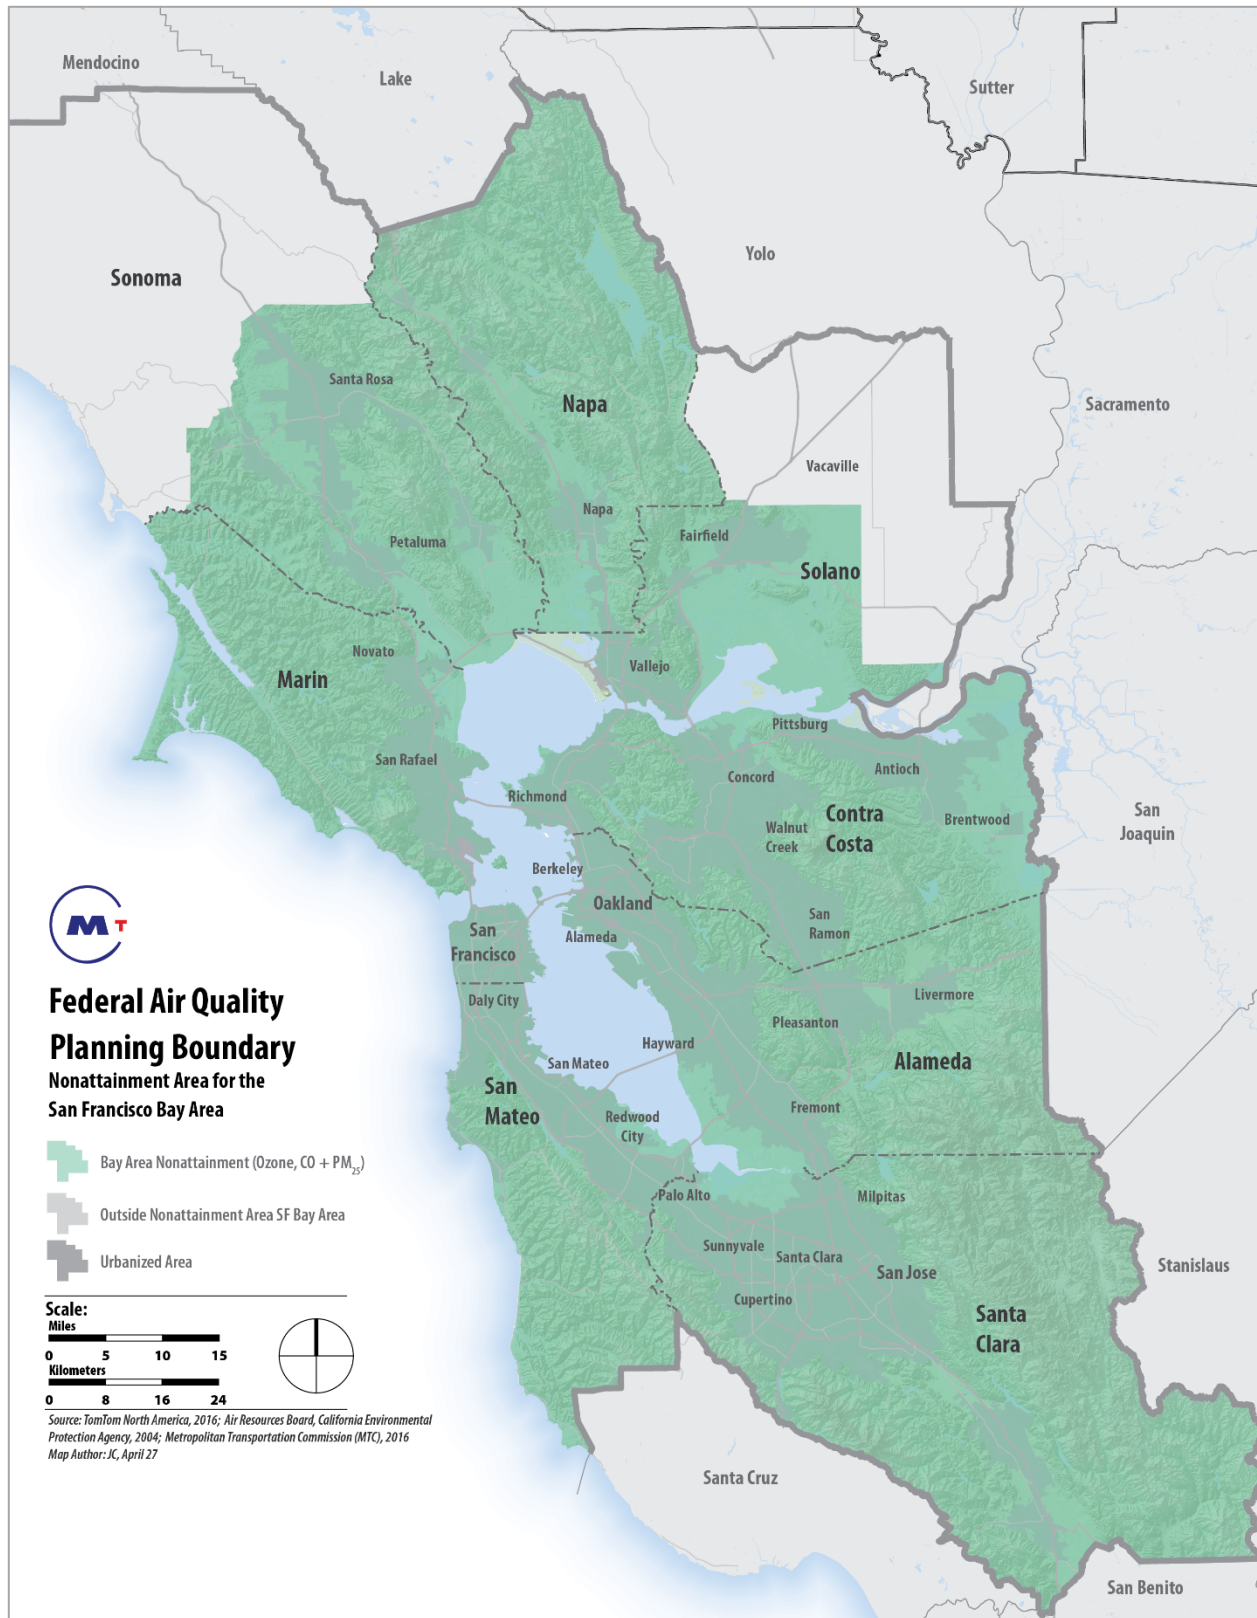 Mendocino
Lake
Sutter
Yolo
Sonoma
Santa Rosa
Napa
Sacramento
Vacaville
Napa
Fairfield
Petaluma
Solano
Novato
Vallejo
Marin
Pittsburg
San Rafael
Antioch
Concord
Richmond
Contra
Costa
Brentwood
San
Joaquin
Walnut
Creek
Berkeley
Oakland
San
Ramon
San
Francisco
Alameda
Daly City
Livermore
Pleasanton
Hayward
San Mateo
Alameda
San
Mateo
Redwood
City
Fremont
Palo Alto
Milpitas
Sunnyvale
Santa Clara
San Jose
Stanislaus
Cupertino
Santa
Clara
Santa Cruz
San Benito
M T
Federal Air Quality
Planning Boundary
Nonattainment Area for the
San Francisco Bay Area
Bay Area Nonattainment (Ozone, CO + PM25)
Outside Nonattainment Area SF Bay Area
Urbanized Area
Scale:
Miles
0 5 10 15
Kilometers
0 8 16 24
Source: TomTom North America, 2016; Air Resources Board, California Environmental
Protection Agency, 2004; Metropolitan Transportation Commission (MTC), 2016
Map Author: JC, April 27